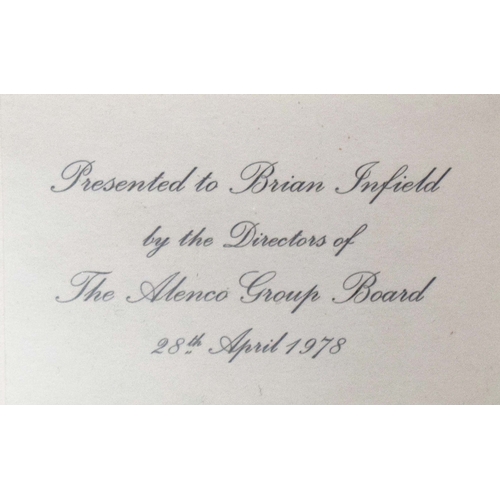 Presented to Brian Infield
by the Directors of
The Alenco Group Board
28th April 1978